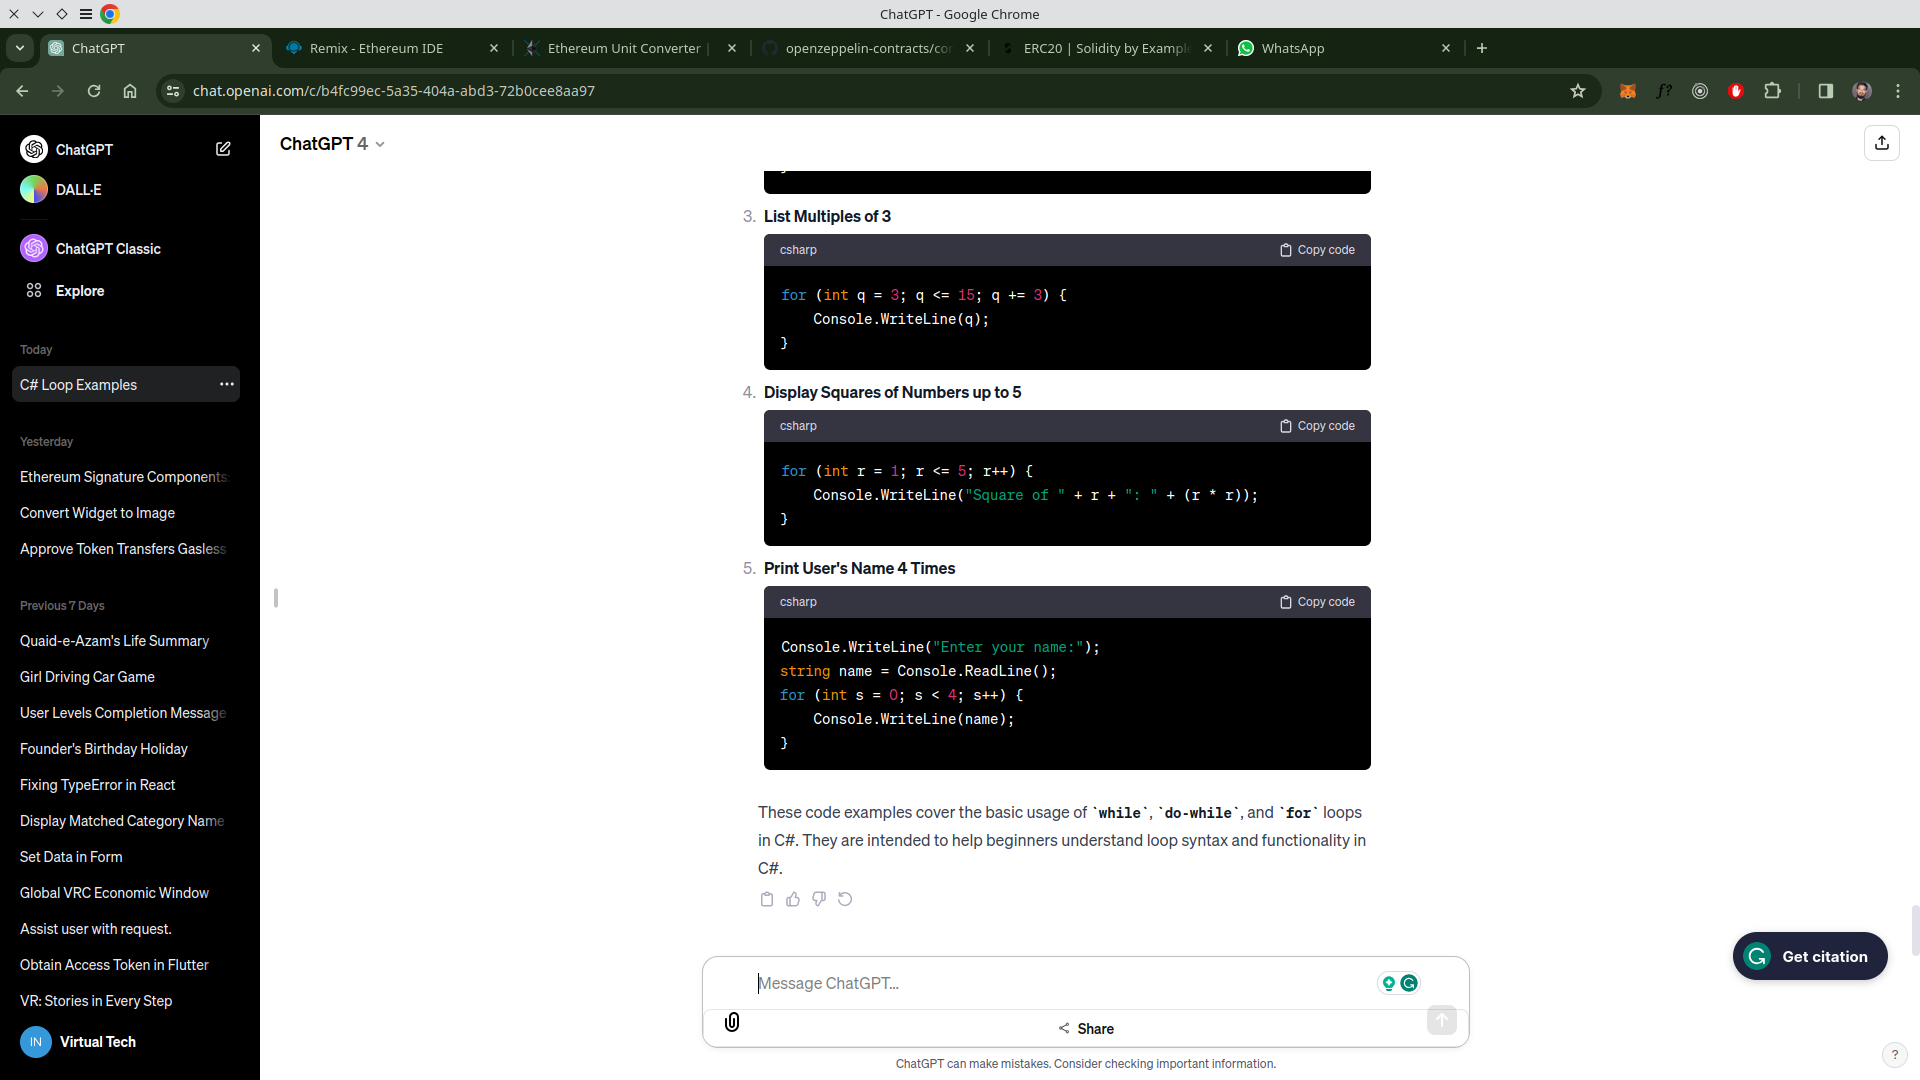 ChatGPT - Google Chrome
ChatGPT
Remix - Ethereum IDE
Ethereum Unit Converter |
openzeppelin-contracts/co
ERC20 | Solidity by Exampl
WhatsApp
chat.openai.com/c/b4fc99ec-5a35-404a-abd3-72b0cee8aa97
f?
ChatGPT
DALL·E
ChatGPT Classic
Explore
Today
C# Loop Examples
Yesterday
Ethereum Signature Components
Convert Widget to Image
Approve Token Transfers Gasless
Previous 7 Days
Quaid-e-Azam's Life Summary
Girl Driving Car Game
User Levels Completion Message
Founder's Birthday Holiday
Fixing TypeError in React
Display Matched Category Name
Set Data in Form
Global VRC Economic Window
Assist user with request.
Obtain Access Token in Flutter
VR: Stories in Every Step
IN
Virtual Tech
ChatGPT 4
3. List Multiples of 3
csharp
Copy code
for (int q = 3; q <= 15; q += 3) {
    Console.WriteLine(q);
}
4. Display Squares of Numbers up to 5
csharp
Copy code
for (int r = 1; r <= 5; r++) {
    Console.WriteLine("Square of " + r + ": " + (r * r));
}
5. Print User's Name 4 Times
csharp
Copy code
Console.WriteLine("Enter your name:");
string name = Console.ReadLine();
for (int s = 0; s < 4; s++) {
    Console.WriteLine(name);
}
These code examples cover the basic usage of `while`, `do-while`, and `for` loops
in C#. They are intended to help beginners understand loop syntax and functionality in
C#.
Message ChatGPT...
Share
Get citation
ChatGPT can make mistakes. Consider checking important information.
?